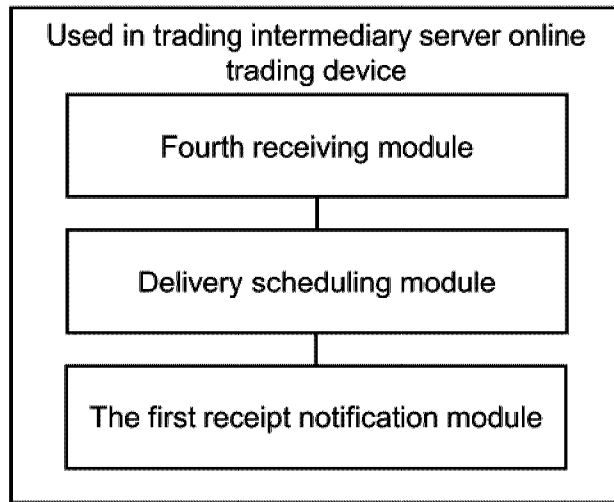 Used in trading intermediary server online
trading device
Fourth receiving module
Delivery scheduling module
The first receipt notification module